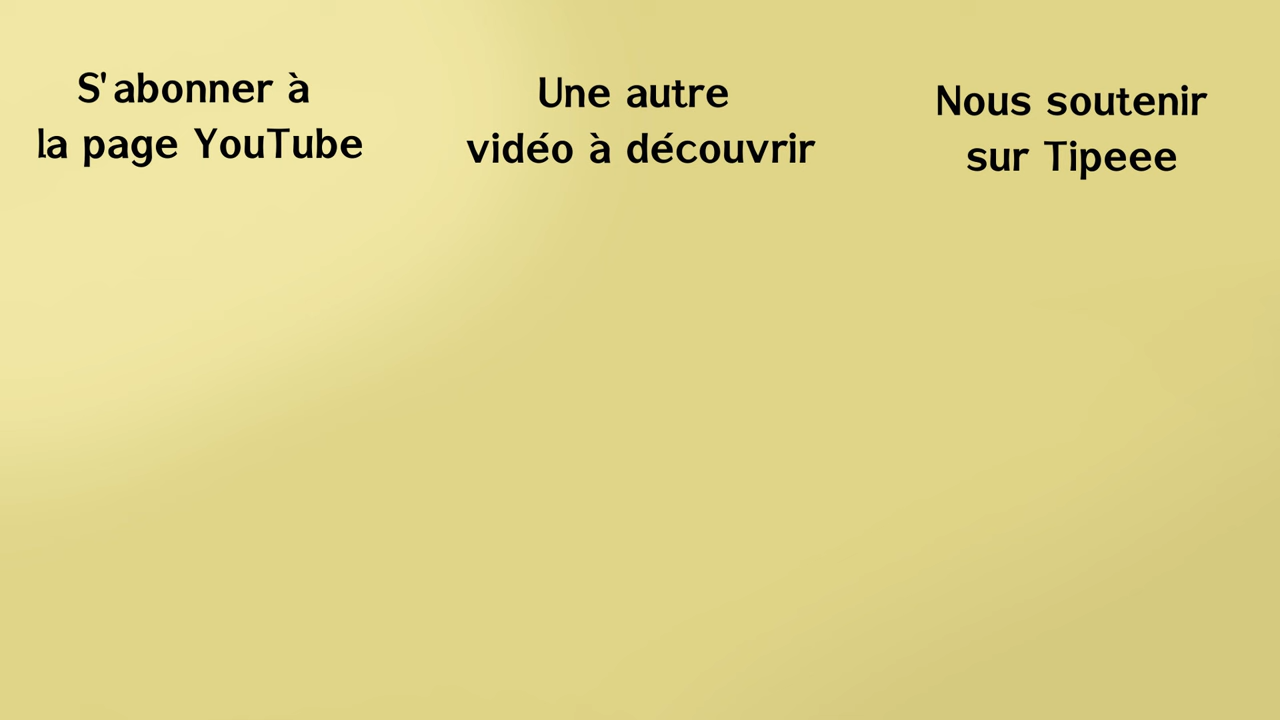 S'abonner à
la page YouTube
Une autre
vidéo à découvrir
Nous soutenir
sur Tipeee